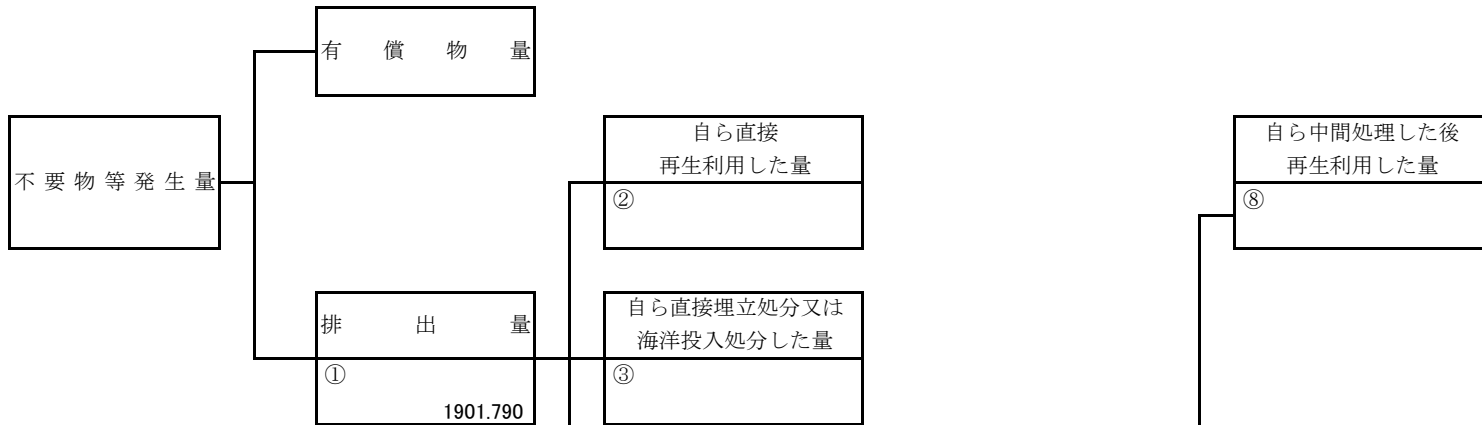 有償物量
不要物等発生量
自ら直接
再生利用した量
②
自ら中間処理した後
再生利用した量
⑧
排出量
①
1901.790
自ら直接埋立処分又は
海洋投入処分した量
③